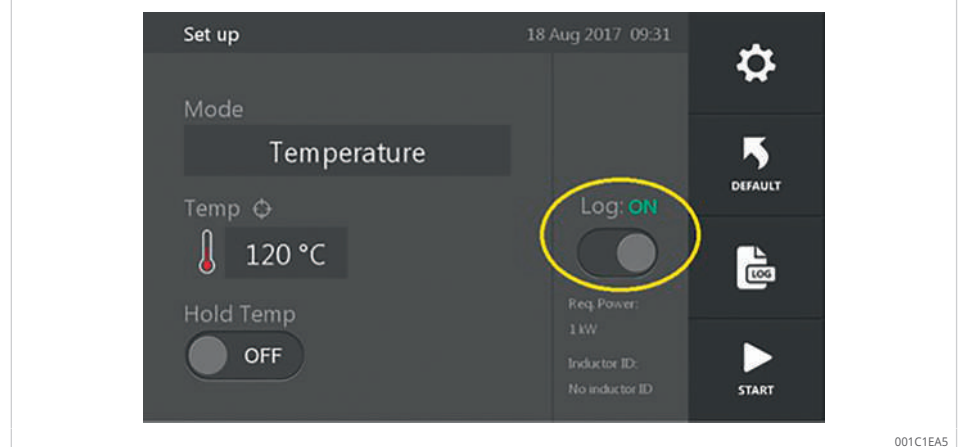 Set up
18 Aug 2017 09:31
Mode
Temperature
Temp
120 °C
Hold Temp
OFF
Log: ON
Req. Power:
1 kW
Inductor ID:
No inductor ID
DEFAULT
LOG
START
001C1EA5